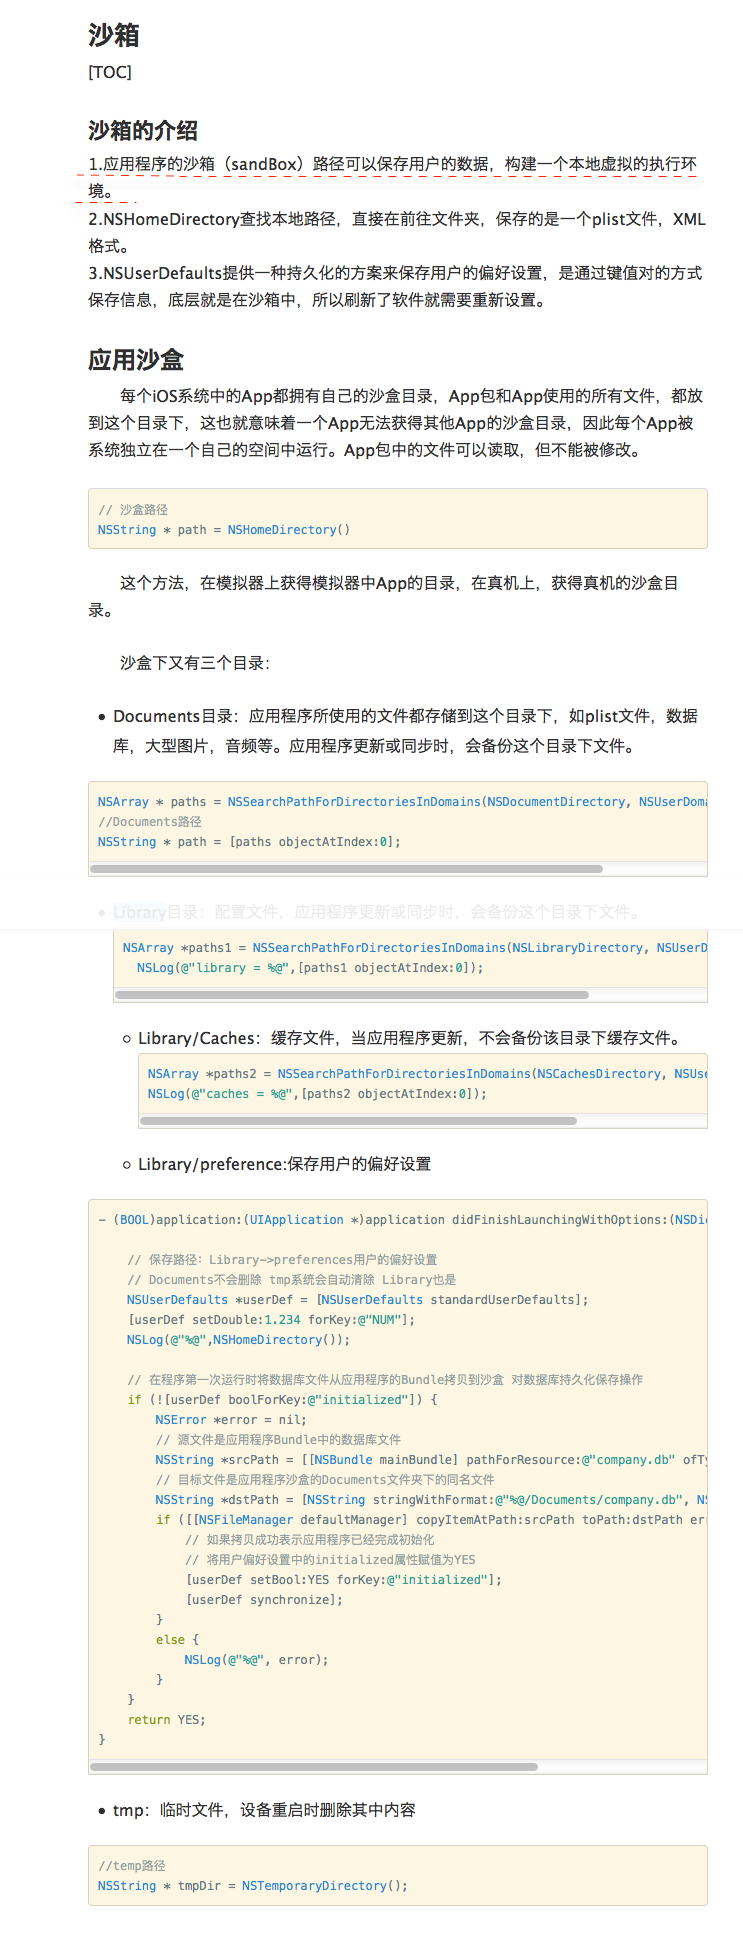 沙箱
[TOC]
沙箱的介绍
1.应用程序的沙箱（sandBox）路径可以保存用户的数据，构建一个本地虚拟的执行环
境。
2.NSHomeDirectory查找本地路径，直接在前往文件夹，保存的是一个plist文件，XML
格式。
3.NSUserDefaults提供一种持久化的方案来保存用户的偏好设置，是通过键值对的方式
保存信息，底层就是在沙箱中，所以刷新了软件就需要重新设置。
应用沙盒
每个iOS系统中的App都拥有自己的沙盒目录，App包和App使用的所有文件，都放
到这个目录下，这也就意味着一个App无法获得其他App的沙盒目录，因此每个App被
系统独立在一个自己的空间中运行。App包中的文件可以读取，但不能被修改。
// 沙盒路径
NSString * path = NSHomeDirectory()
这个方法，在模拟器上获得模拟器中App的目录，在真机上，获得真机的沙盒目
录。
沙盒下又有三个目录：
• Documents目录：应用程序所使用的文件都存储到这个目录下，如plist文件，数据
库，大型图片，音频等。应用程序更新或同步时，会备份这个目录下文件。
NSArray * paths = NSSearchPathForDirectoriesInDomains(NSDocumentDirectory, NSUserDoma
//Documents路径
NSString * path = [paths objectAtIndex:0];
• Library目录：配置文件，应用程序更新或同步时，会备份这个目录下文件。
NSArray *paths1 = NSSearchPathForDirectoriesInDomains(NSLibraryDirectory, NSUserD
NSLog(@"library = %@",[paths1 objectAtIndex:0]);
○ Library/Caches：缓存文件，当应用程序更新，不会备份该目录下缓存文件。
NSArray *paths2 = NSSearchPathForDirectoriesInDomains(NSCachesDirectory, NSUse
NSLog(@"caches = %@",[paths2 objectAtIndex:0]);
○ Library/preference:保存用户的偏好设置
- (BOOL)application:(UIApplication *)application didFinishLaunchingWithOptions:(NSDic
// 保存路径：Library->preferences用户的偏好设置
// Documents不会删除 tmp系统会自动清除 Library也是
NSUserDefaults *userDef = [NSUserDefaults standardUserDefaults];
[userDef setDouble:1.234 forKey:@"NUM"];
NSLog(@"%@",NSHomeDirectory());
// 在程序第一次运行时将数据库文件从应用程序的Bundle拷贝到沙盒 对数据库持久化保存操作
if (![userDef boolForKey:@"initialized"]) {
NSError *error = nil;
// 源文件是应用程序Bundle中的数据库文件
NSString *srcPath = [[NSBundle mainBundle] pathForResource:@"company.db" ofTy
// 目标文件是应用程序沙盒的Documents文件夹下的同名文件
NSString *dstPath = [NSString stringWithFormat:@"%@/Documents/company.db", NS
if ([[NSFileManager defaultManager] copyItemAtPath:srcPath toPath:dstPath err
// 如果拷贝成功表示应用程序已经完成初始化
// 将用户偏好设置中的initialized属性赋值为YES
[userDef setBool:YES forKey:@"initialized"];
[userDef synchronize];
}
else {
NSLog(@"%@", error);
}
}
return YES;
}
• tmp：临时文件，设备重启时删除其中内容
//temp路径
NSString * tmpDir = NSTemporaryDirectory();